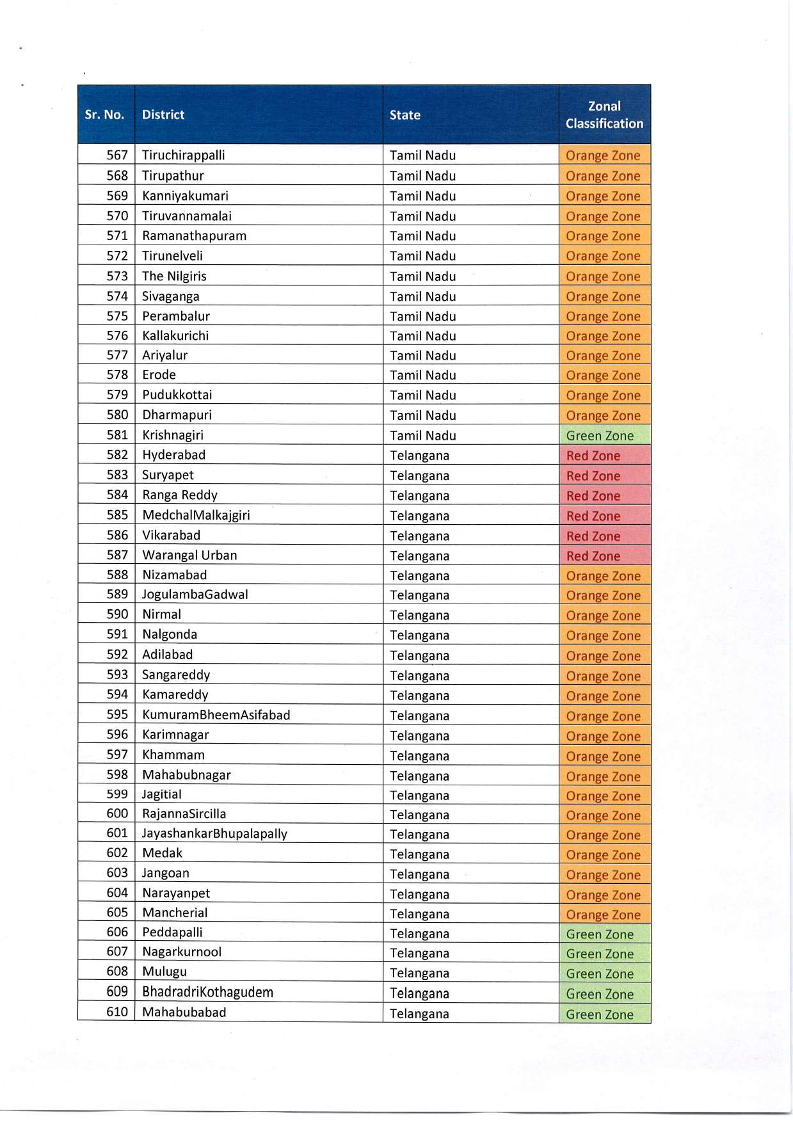 Sr. No. District State Zonal Classification
567 Tiruchirappalli Tamil Nadu Orange Zone
568 Tirupathur Tamil Nadu Orange Zone
569 Kanniyakumari Tamil Nadu Orange Zone
570 Tiruvannamalai Tamil Nadu Orange Zone
571 Ramanathapuram Tamil Nadu Orange Zone
572 Tirunelveli Tamil Nadu Orange Zone
573 The Nilgiris Tamil Nadu Orange Zone
574 Sivaganga Tamil Nadu Orange Zone
575 Perambalur Tamil Nadu Orange Zone
576 Kallakurichi Tamil Nadu Orange Zone
577 Ariyalur Tamil Nadu Orange Zone
578 Erode Tamil Nadu Orange Zone
579 Pudukkottai Tamil Nadu Orange Zone
580 Dharmapuri Tamil Nadu Orange Zone
581 Krishnagiri Tamil Nadu Green Zone
582 Hyderabad Telangana Red Zone
583 Suryapet Telangana Red Zone
584 Ranga Reddy Telangana Red Zone
585 MedchalMalkajgiri Telangana Red Zone
586 Vikarabad Telangana Red Zone
587 Warangal Urban Telangana Red Zone
588 Nizamabad Telangana Orange Zone
589 JogulambaGadwal Telangana Orange Zone
590 Nirmal Telangana Orange Zone
591 Nalgonda Telangana Orange Zone
592 Adilabad Telangana Orange Zone
593 Sangareddy Telangana Orange Zone
594 Kamareddy Telangana Orange Zone
595 KumuramBheemAsifabad Telangana Orange Zone
596 Karimnagar Telangana Orange Zone
597 Khammam Telangana Orange Zone
598 Mahabubnagar Telangana Orange Zone
599 Jagitial Telangana Orange Zone
600 RajannaSircilla Telangana Orange Zone
601 JayashankarBhupalapally Telangana Orange Zone
602 Medak Telangana Orange Zone
603 Jangoan Telangana Orange Zone
604 Narayanpet Telangana Orange Zone
605 Mancherial Telangana Orange Zone
606 Peddapalli Telangana Green Zone
607 Nagarkurnool Telangana Green Zone
608 Mulugu Telangana Green Zone
609 BhadradriKothagudem Telangana Green Zone
610 Mahabubabad Telangana Green Zone